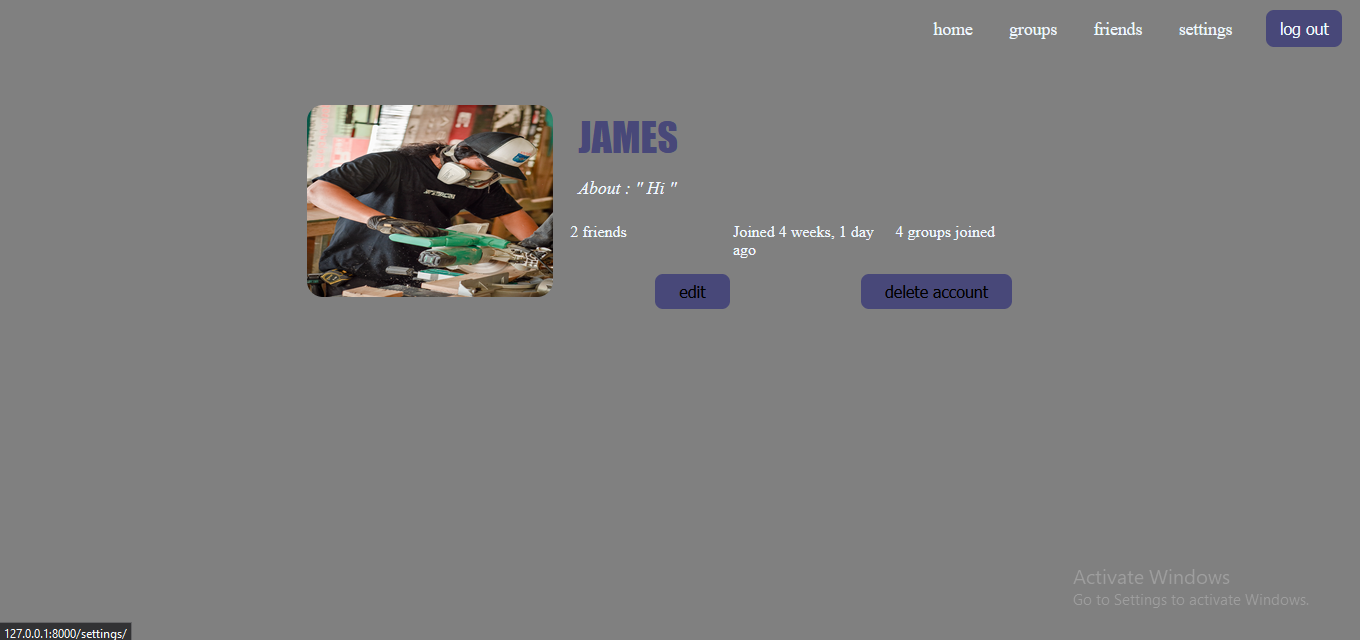 home groups friends settings log out
JAMES
About : " Hi "
2 friends Joined 4 weeks, 1 day ago 4 groups joined
edit delete account
Activate Windows
Go to Settings to activate Windows.
127.0.0.1:8000/settings/